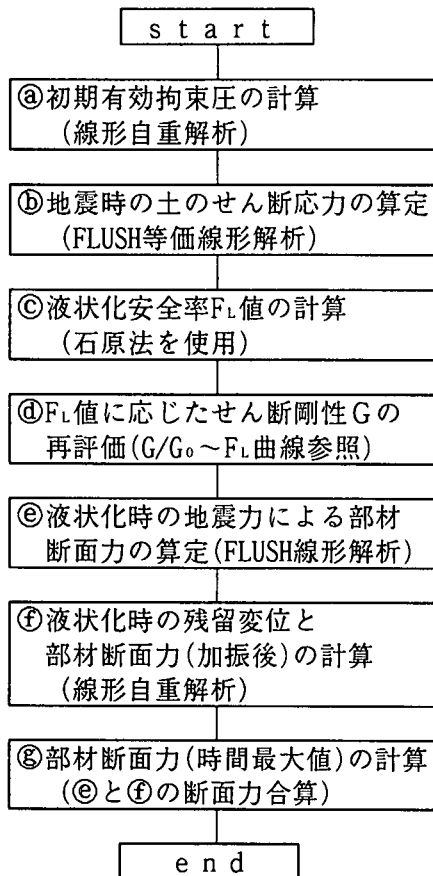 start
ⓐ初期有効拘束圧の計算
(線形自重解析)
ⓑ地震時の土のせん断応力の算定
(FLUSH等価線形解析)
ⓒ液状化安全率FL値の計算
(石原法を使用)
ⓓFL値に応じたせん断剛性Gの
再評価(G/G₀～FL曲線参照)
ⓔ液状化時の地震力による部材
断面力の算定(FLUSH線形解析)
ⓕ液状化時の残留変位と
部材断面力(加振後)の計算
(線形自重解析)
ⓖ部材断面力(時間最大値)の計算
(ⓔとⓕの断面力合算)
end